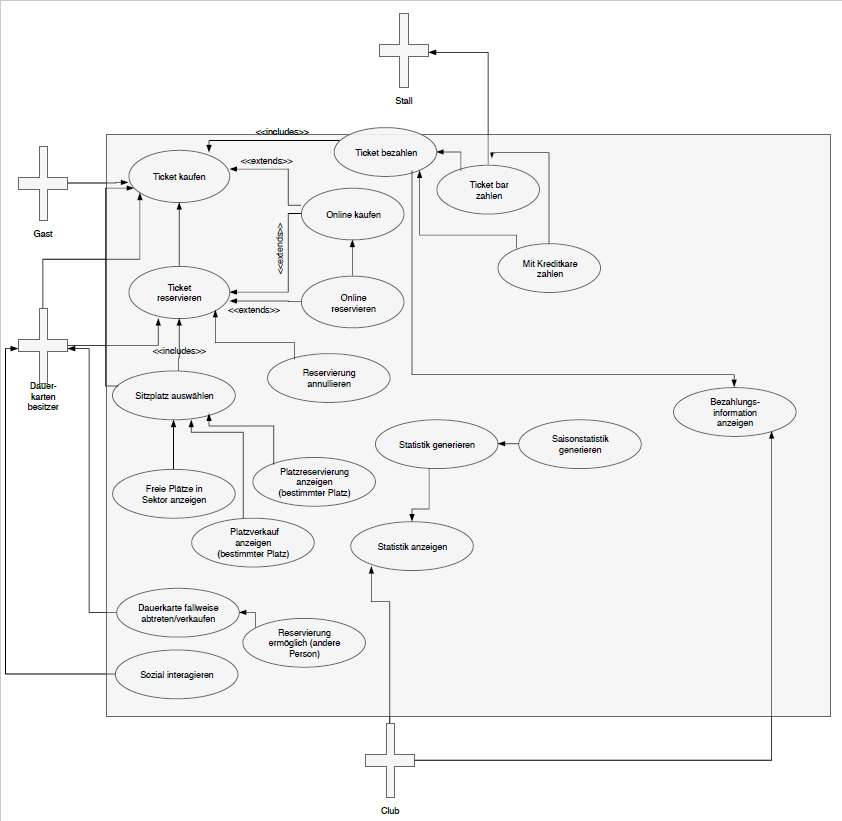 Stall
<<includes>>
Ticket bezahlen
<<extends>>
Ticket kaufen
Ticket bar
zahlen
Gast
Online kaufen
<<extends>>
Mit Kreditkare
zahlen
Ticket
reservieren
Online
reservieren
<<extends>>
<<includes>>
Dauer-
karten
besitzer
Reservierung
annullieren
Sitzplatz auswählen
Bezahlungs-
information
anzeigen
Statistik generieren
Saisonstatistik
generieren
Platzreservierung
anzeigen
(bestimmter Platz)
Freie Plätze in
Sektor anzeigen
Platzverkauf
anzeigen
(bestimmter Platz)
Statistik anzeigen
Dauerkarte fallweise
abtreten/verkaufen
Reservierung
ermöglich (andere
Person)
Sozial interagieren
Club